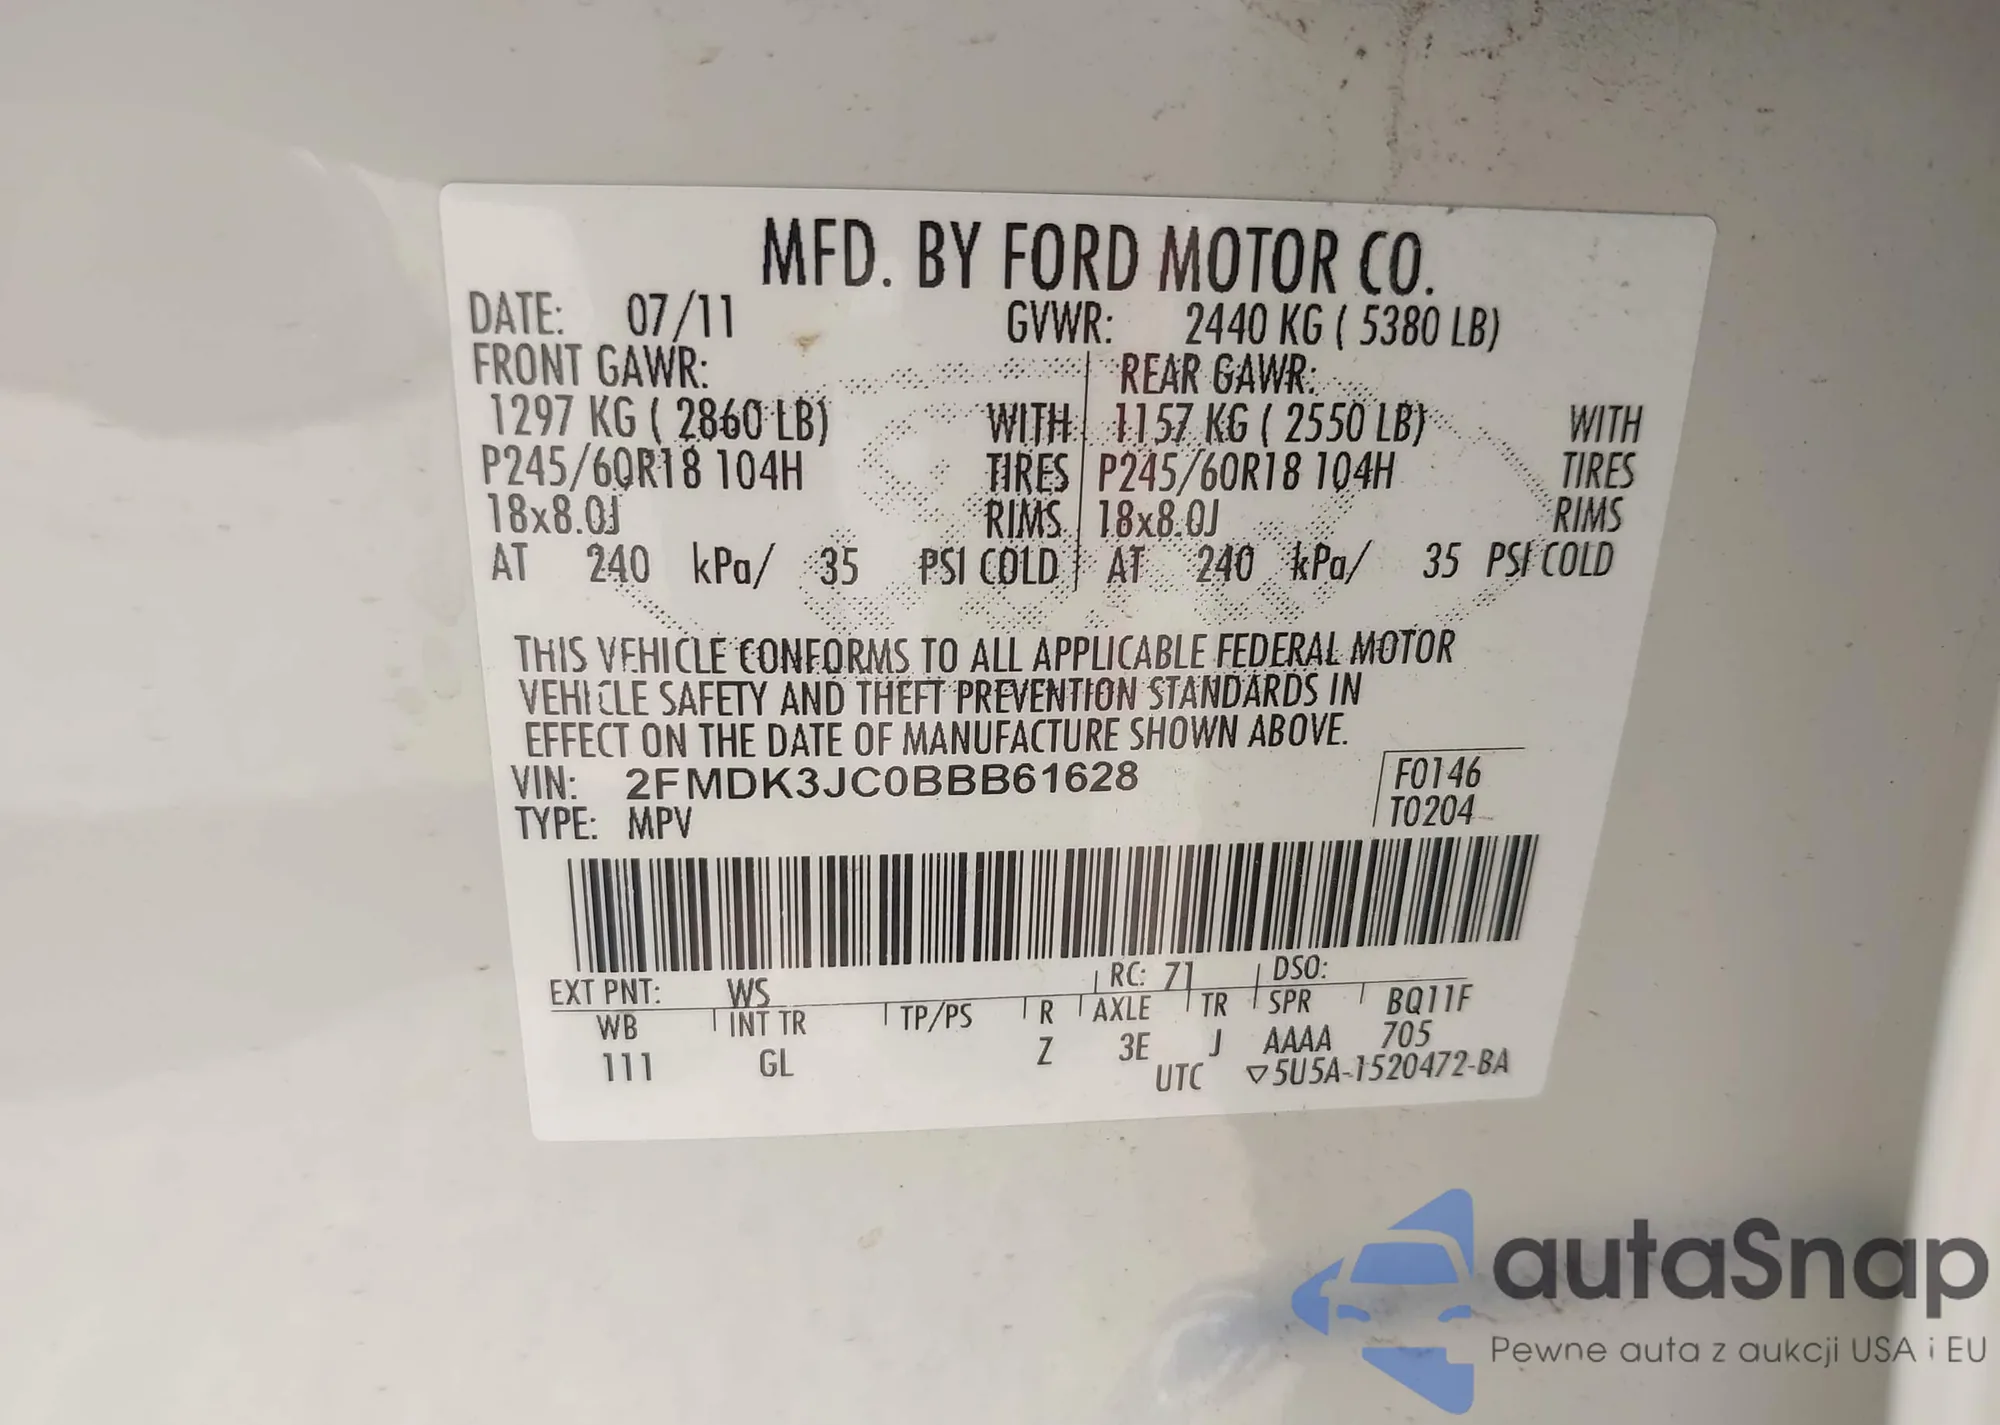 MFD. BY FORD MOTOR CO.
DATE: 07/11 GVWR: 2440 KG ( 5380 LB)
FRONT GAWR: REAR GAWR:
1297 KG ( 2860 LB) WITH 1157 KG ( 2550 LB) WITH
P245/60R18 104H TIRES P245/60R18 104H TIRES
18x8.0J RIMS 18x8.0J RIMS
AT 240 kPa/ 35 PSI COLD AT 240 kPa/ 35 PSI COLD
THIS VEHICLE CONFORMS TO ALL APPLICABLE FEDERAL MOTOR
VEHICLE SAFETY AND THEFT PREVENTION STANDARDS IN
EFFECT ON THE DATE OF MANUFACTURE SHOWN ABOVE.
VIN: 2FMDK3JC0BBB61628 F0146
TYPE: MPV T0204
EXT PNT: WS RC: 71 DSO:
WB INT TR TP/PS R AXLE TR SPR BQ11F
111 GL Z 3E J AAAA 705
UTC ▽5U5A-1520472-BA
autaSnap
Pewne auta z aukcji USA i EU